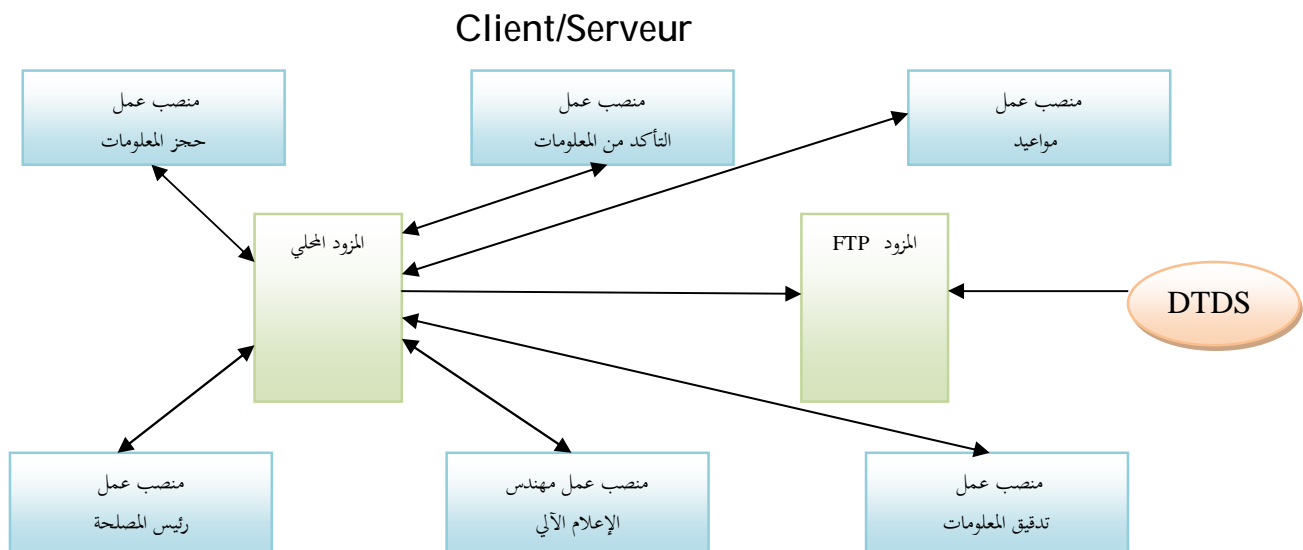 Client/Serveur
منصب عمل
حجز المعلومات
منصب عمل
التأكد من المعلومات
منصب عمل
مواعيد
المزود المحلي
المزود FTP
DTDS
منصب عمل
رئيس المصلحة
منصب عمل مهندس
الإعلام الآلي
منصب عمل
تدقيق المعلومات